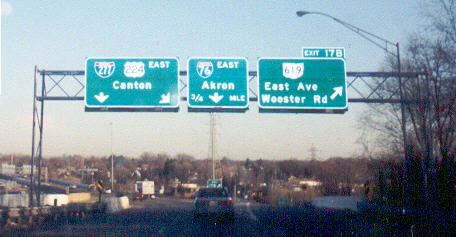 277 224 EAST
Canton
76 EAST
Akron
3/4 MILE
EXIT 17B
619
East Ave
Wooster Rd